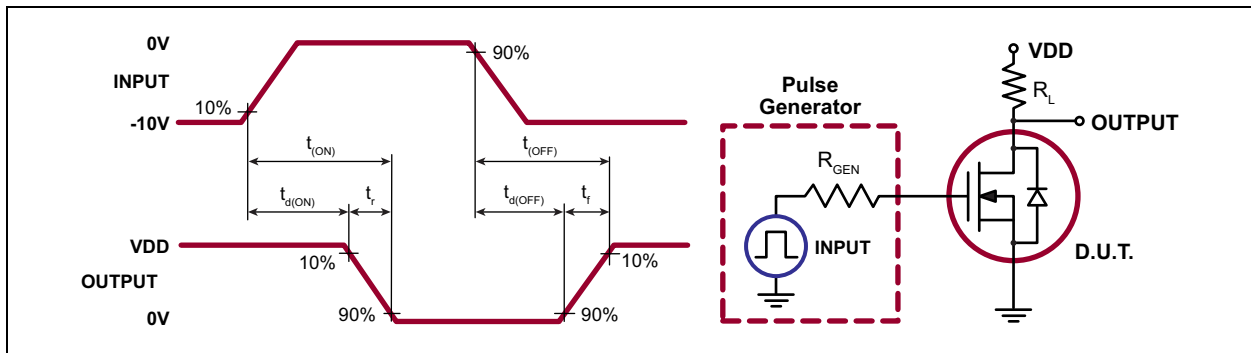 0V
INPUT
-10V
10%
90%
t(ON)
t(OFF)
td(ON)
tr
td(OFF)
tf
VDD
OUTPUT
0V
10%
90%
90%
10%
Pulse
Generator
RGEN
INPUT
VDD
RL
OUTPUT
D.U.T.